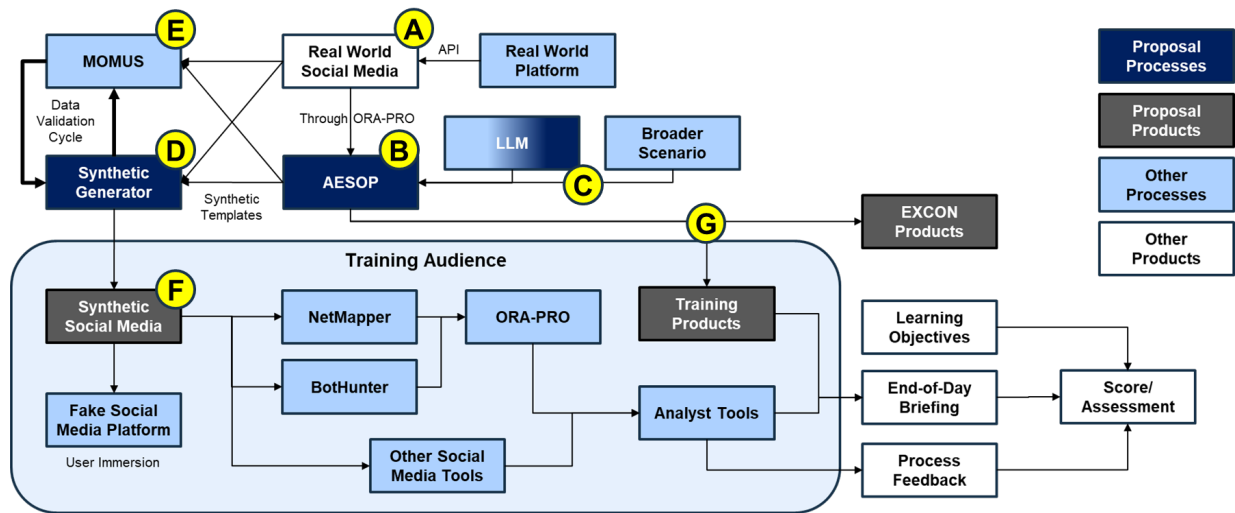 E
MOMUS
A
Real World
Social Media
API
Real World
Platform
Data
Validation
Cycle
Through ORA-PRO
D
Synthetic
Generator
Synthetic
Templates
B
AESOP
LLM
Broader
Scenario
C
G
EXCON
Products
Proposal
Processes
Proposal
Products
Other
Processes
Other
Products
Training Audience
F
Synthetic
Social Media
NetMapper
ORA-PRO
Training
Products
BotHunter
Fake Social
Media Platform
User Immersion
Other Social
Media Tools
Analyst Tools
Learning
Objectives
End-of-Day
Briefing
Process
Feedback
Score/
Assessment